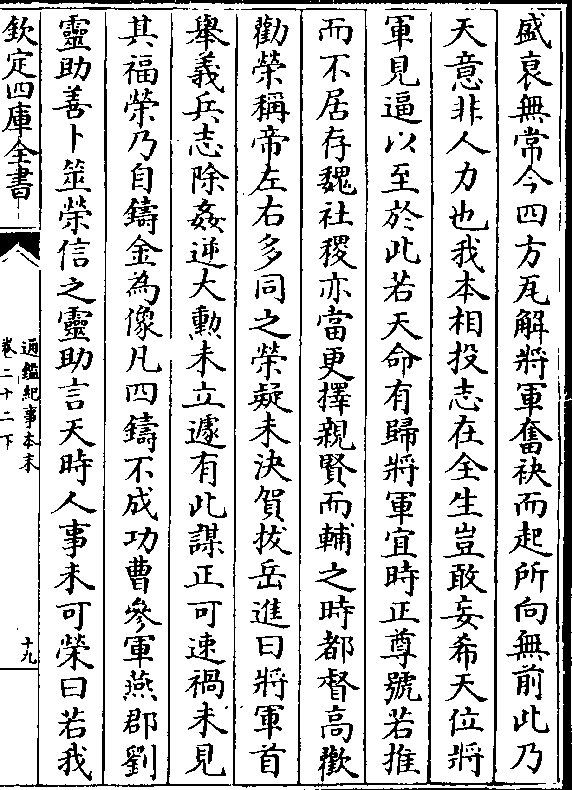 盛衰無常今四方瓦解將軍奮袂而起所向無前此乃
天意非人力也我本相投志在全生豈敢妄希天位將
軍見逼以至於此若天命有歸將軍宜時正尊號若推
而不居存魏社稷亦當更擇親賢而輔之時都督高歡
勸榮稱帝左右多同之榮疑未決賀拔岳進曰將軍首
舉義兵志除姦逆大勲未立遽有此謀正可速禍未見
其福榮乃自鑄金為像凡四鑄不成功曹參軍燕郡劉
靈助善卜筮榮信之靈助言天時人事未可榮曰若我
欽定四庫全書
通鑑紀事本末
卷二十二下
十九